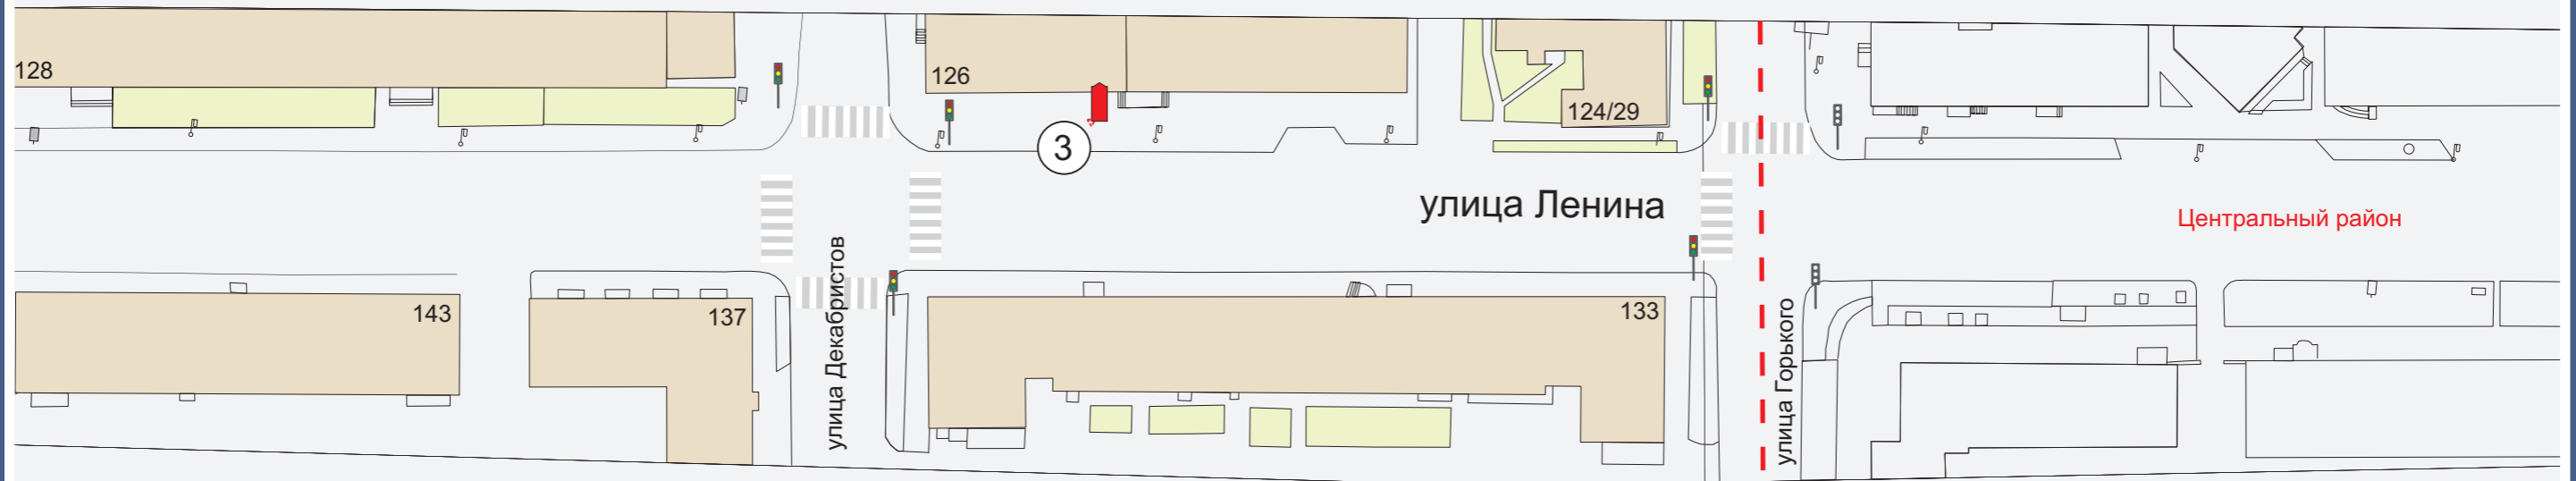 128
126
124/29
3
улица Ленина
Центральный район
улица Декабристов
улица Горького
143
137
133